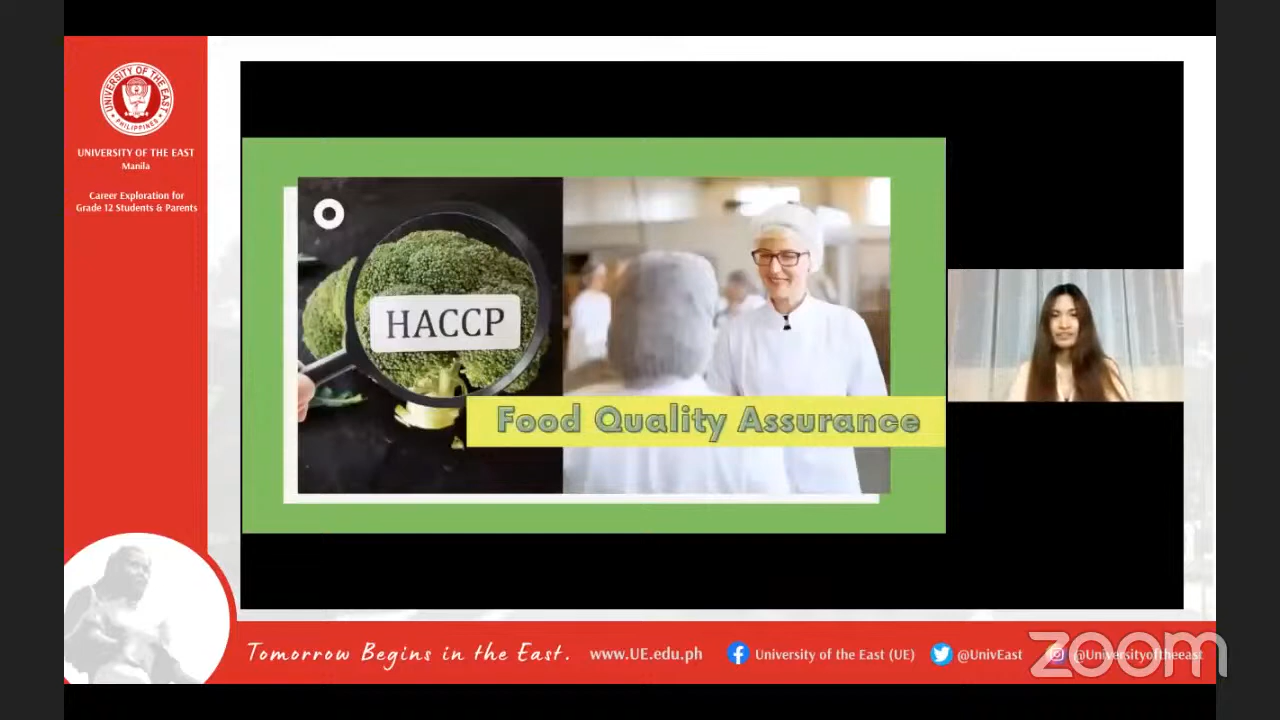 UNIVERSITY OF THE EAST
PHILIPPINES
UNIVERSITY OF THE EAST
Manila
Career Exploration for
Grade 12 Students & Parents
HACCP
Food Quality Assurance
Tomorrow Begins in the East.
www.UE.edu.ph
University of the East (UE)
@UnivEast
@Universityoftheeast
zoom